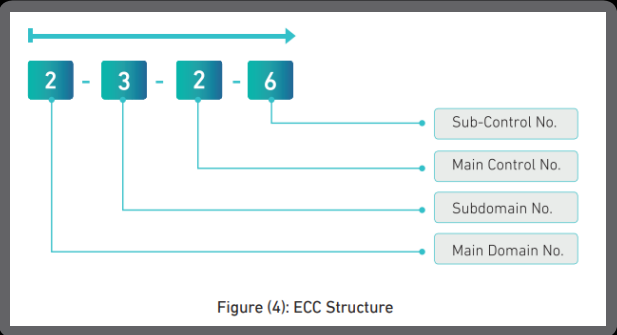 2 - 3 - 2 - 6
Sub-Control No.
Main Control No.
Subdomain No.
Main Domain No.
Figure (4): ECC Structure